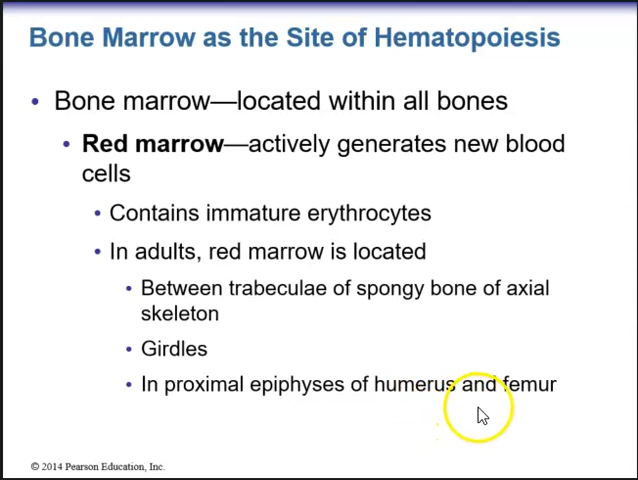 Bone Marrow as the Site of Hematopoiesis
• Bone marrow—located within all bones
• Red marrow—actively generates new blood
cells
• Contains immature erythrocytes
• In adults, red marrow is located
• Between trabeculae of spongy bone of axial
skeleton
• Girdles
• In proximal epiphyses of humerus and femur
© 2014 Pearson Education, Inc.